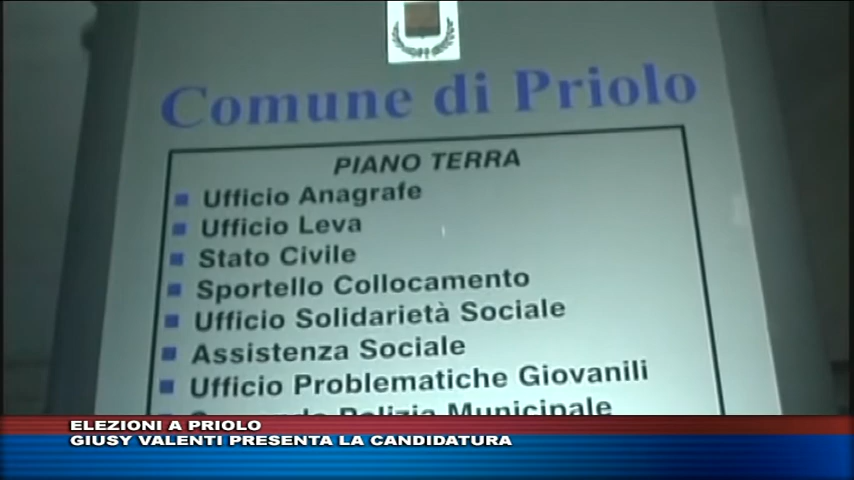 Comune di Priolo
PIANO TERRA
Ufficio Anagrafe
Ufficio Leva
Stato Civile
Sportello Collocamento
Ufficio Solidarietà Sociale
Assistenza Sociale
Ufficio Problematiche Giovanili
Polizia Municipale
ELEZIONI A PRIOLO
GIUSY VALENTI PRESENTA LA CANDIDATURA